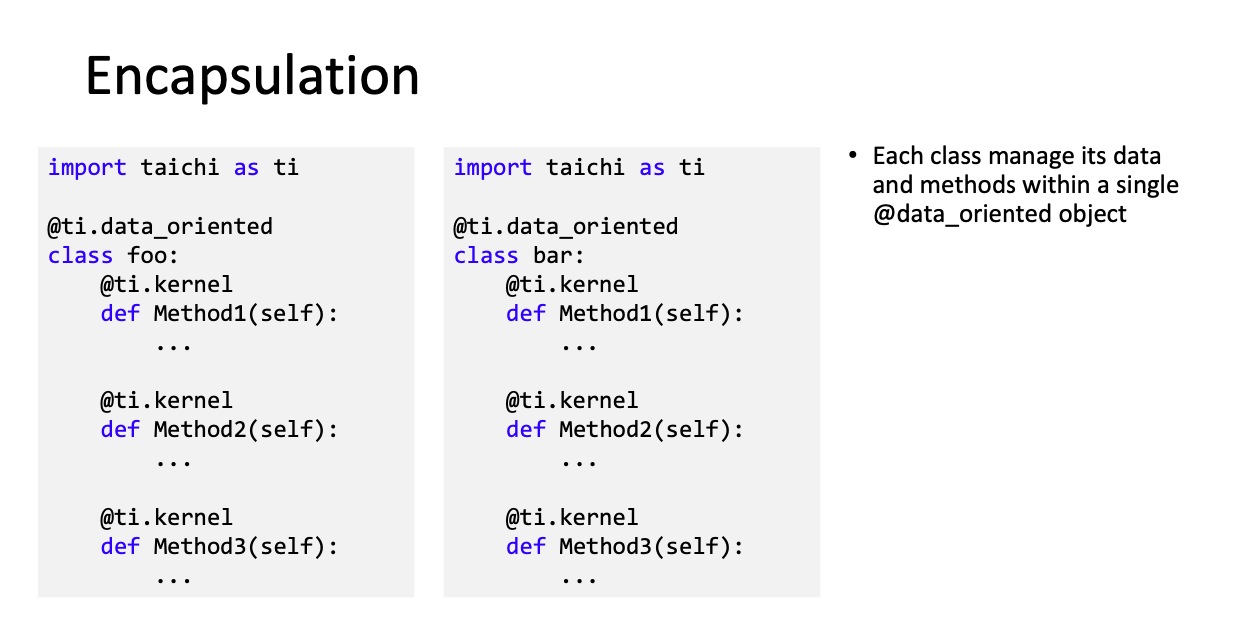 Encapsulation
import taichi as ti
@ti.data_oriented
class foo:
    @ti.kernel
    def Method1(self):
        ...
    @ti.kernel
    def Method2(self):
        ...
    @ti.kernel
    def Method3(self):
        ...
import taichi as ti
@ti.data_oriented
class bar:
    @ti.kernel
    def Method1(self):
        ...
    @ti.kernel
    def Method2(self):
        ...
    @ti.kernel
    def Method3(self):
        ...
• Each class manage its data
and methods within a single
@data_oriented object